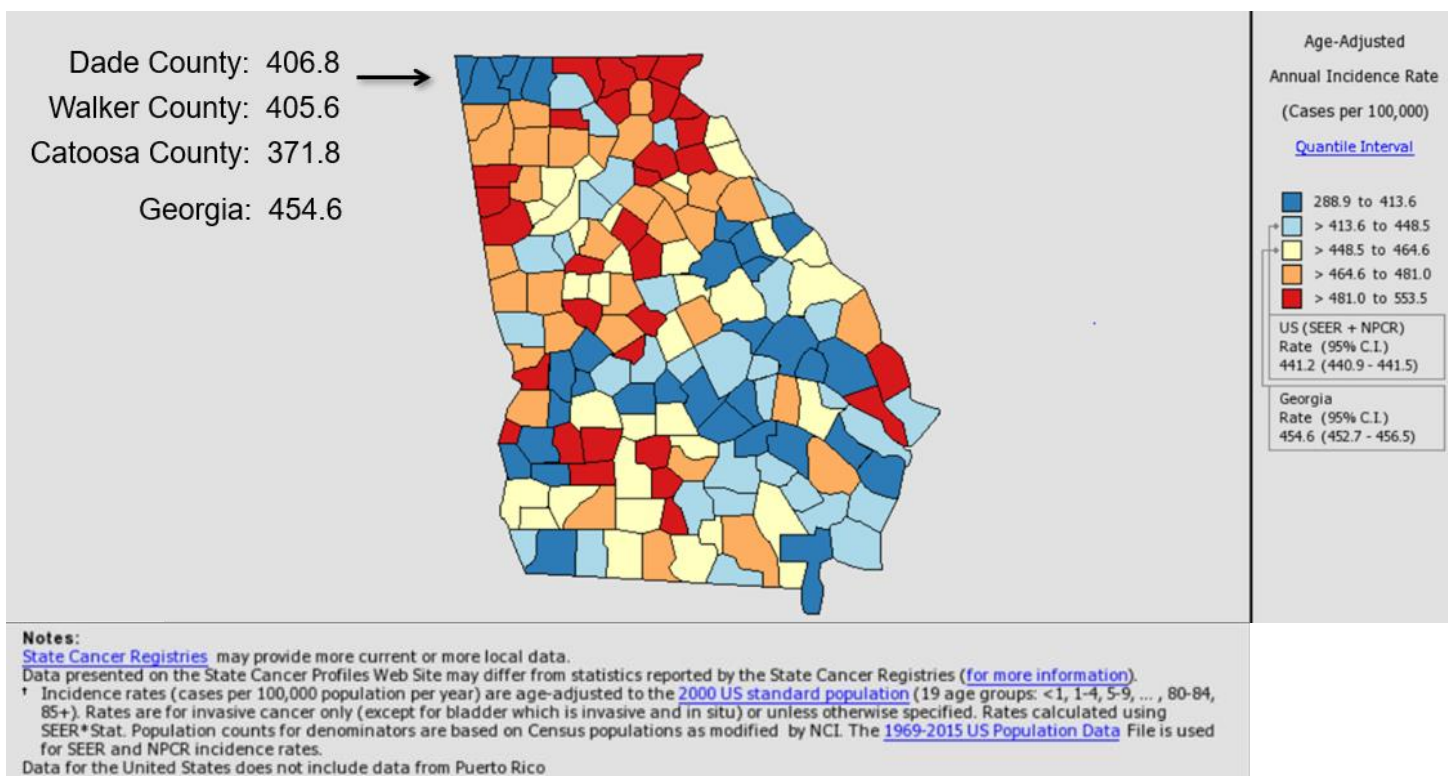 Dade County: 406.8
Walker County: 405.6
Catoosa County: 371.8
Georgia: 454.6
Age-Adjusted
Annual Incidence Rate
(Cases per 100,000)
Quantile Interval
288.9 to 413.6
> 413.6 to 448.5
> 448.5 to 464.6
> 464.6 to 481.0
> 481.0 to 553.5
US (SEER + NPCR)
Rate (95% C.I.)
441.2 (440.9 - 441.5)
Georgia
Rate (95% C.I.)
454.6 (452.7 - 456.5)
Notes:
State Cancer Registries may provide more current or more local data.
Data presented on the State Cancer Profiles Web Site may differ from statistics reported by the State Cancer Registries (for more information).
† Incidence rates (cases per 100,000 population per year) are age-adjusted to the 2000 US standard population (19 age groups: <1, 1-4, 5-9, ... , 80-84,
85+). Rates are for invasive cancer only (except for bladder which is invasive and in situ) or unless otherwise specified. Rates calculated using
SEER*Stat. Population counts for denominators are based on Census populations as modified by NCI. The 1969-2015 US Population Data File is used
for SEER and NPCR incidence rates.
Data for the United States does not include data from Puerto Rico